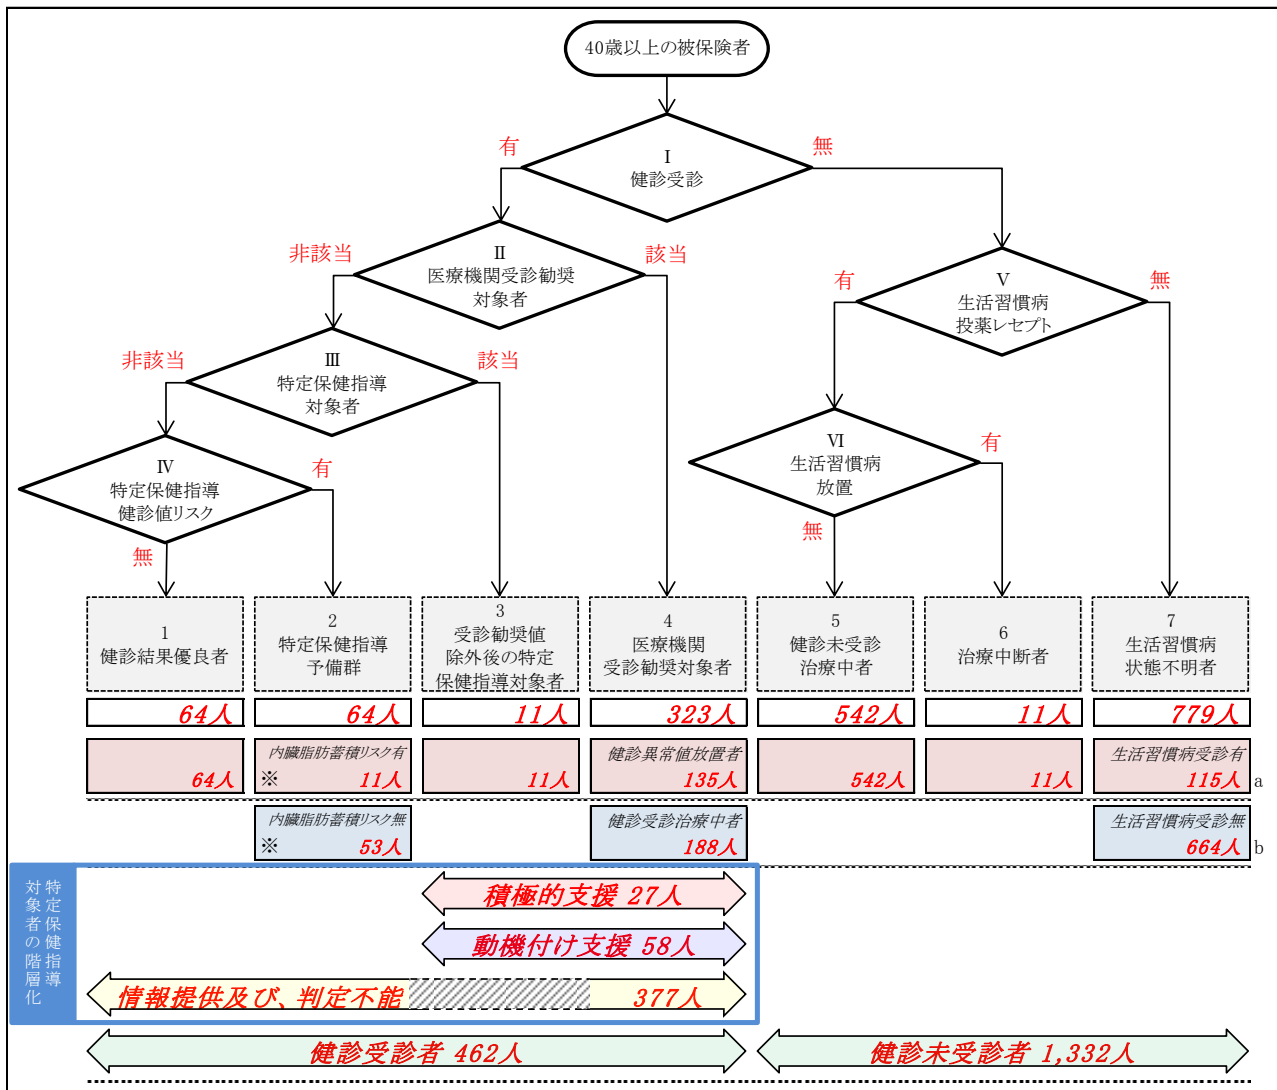 40歳以上の被保険者
有
無
Ⅰ
健診受診
非該当
該当
Ⅱ
医療機関受診勧奨
対象者
有
無
Ⅴ
生活習慣病
投薬レセプト
非該当
該当
Ⅲ
特定保健指導
対象者
有
無
Ⅳ
特定保健指導
健診値リスク
有
無
Ⅵ
生活習慣病
放置
1
健診結果優良者
2
特定保健指導
予備群
3
受診勧奨値
除外後の特定
保健指導対象者
4
医療機関
受診勧奨対象者
5
健診未受診
治療中者
6
治療中断者
7
生活習慣病
状態不明者
64人
64人
11人
323人
542人
11人
779人
64人
内臓脂肪蓄積リスク有
※ 11人
11人
健診異常値放置者
135人
542人
11人
生活習慣病受診有
115人
a
内臓脂肪蓄積リスク無
※ 53人
健診受診治療中者
188人
生活習慣病受診無
664人
b
特定保健指導
対象者の階層化
積極的支援 27人
動機付け支援 58人
情報提供及び、判定不能 377人
健診受診者 462人
健診未受診者 1,332人